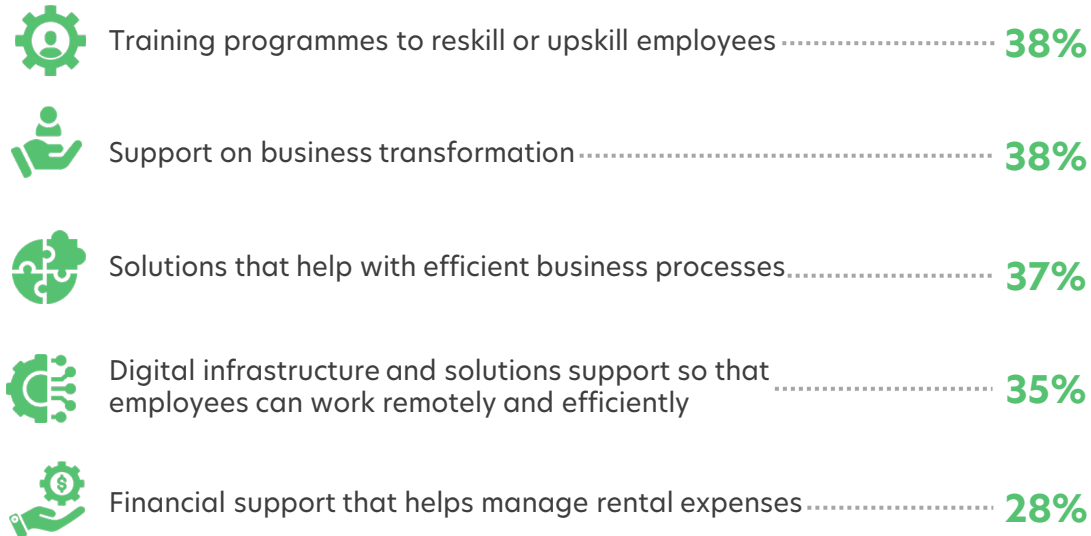 Training programmes to reskill or upskill employees 38%
Support on business transformation 38%
Solutions that help with efficient business processes 37%
Digital infrastructure and solutions support so that
employees can work remotely and efficiently 35%
Financial support that helps manage rental expenses 28%
$